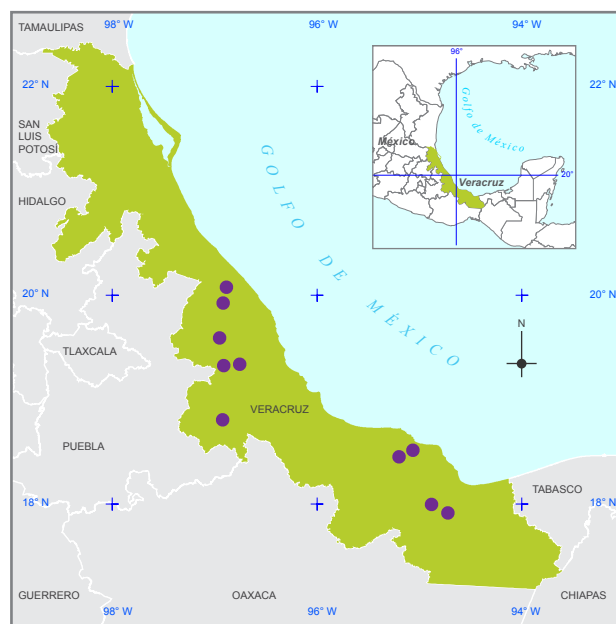 98° W
96° W
94° W
TAMAULIPAS
22° N
22° N
96°
Golfo de México
México
20°
Veracruz
SAN
LUIS
POTOSÍ
HIDALGO
GOLFO DE MÉXICO
20° N
20° N
N
TLAXCALA
VERACRUZ
PUEBLA
TABASCO
18° N
18° N
GUERRERO
OAXACA
CHIAPAS
98° W
96° W
94° W